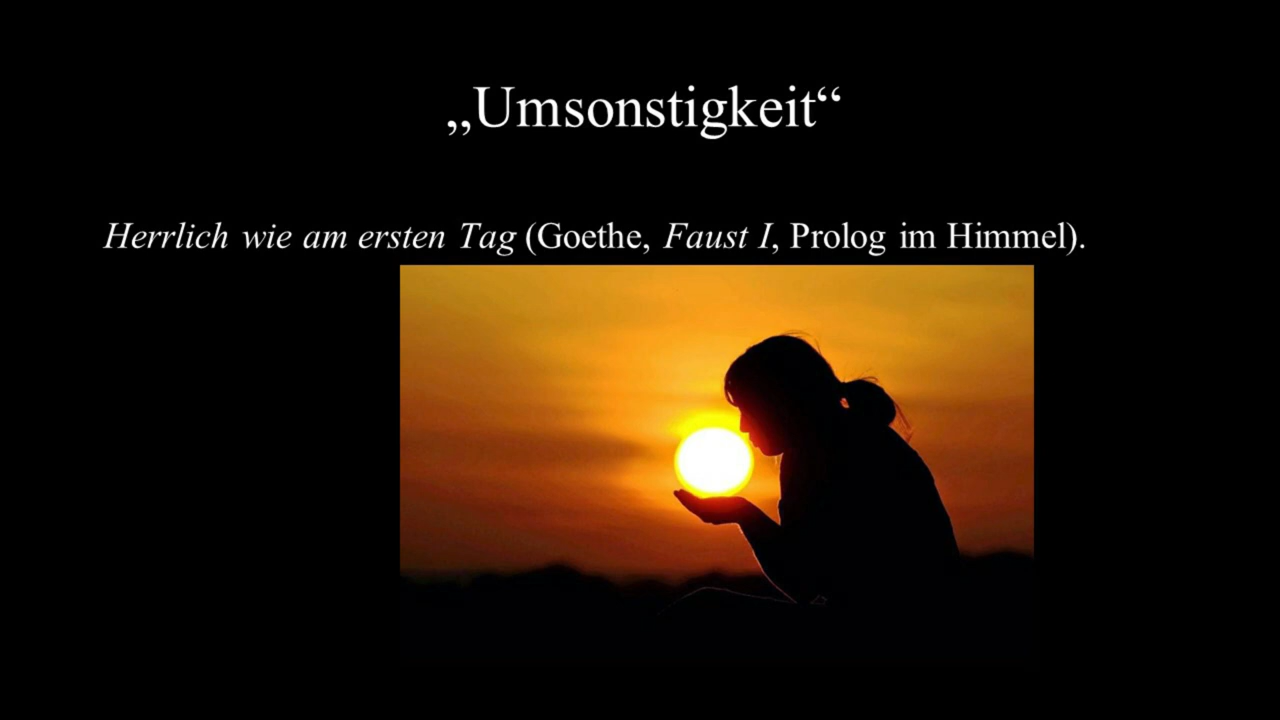 „Umsonstigkeit“
Herrlich wie am ersten Tag (Goethe, Faust I, Prolog im Himmel).